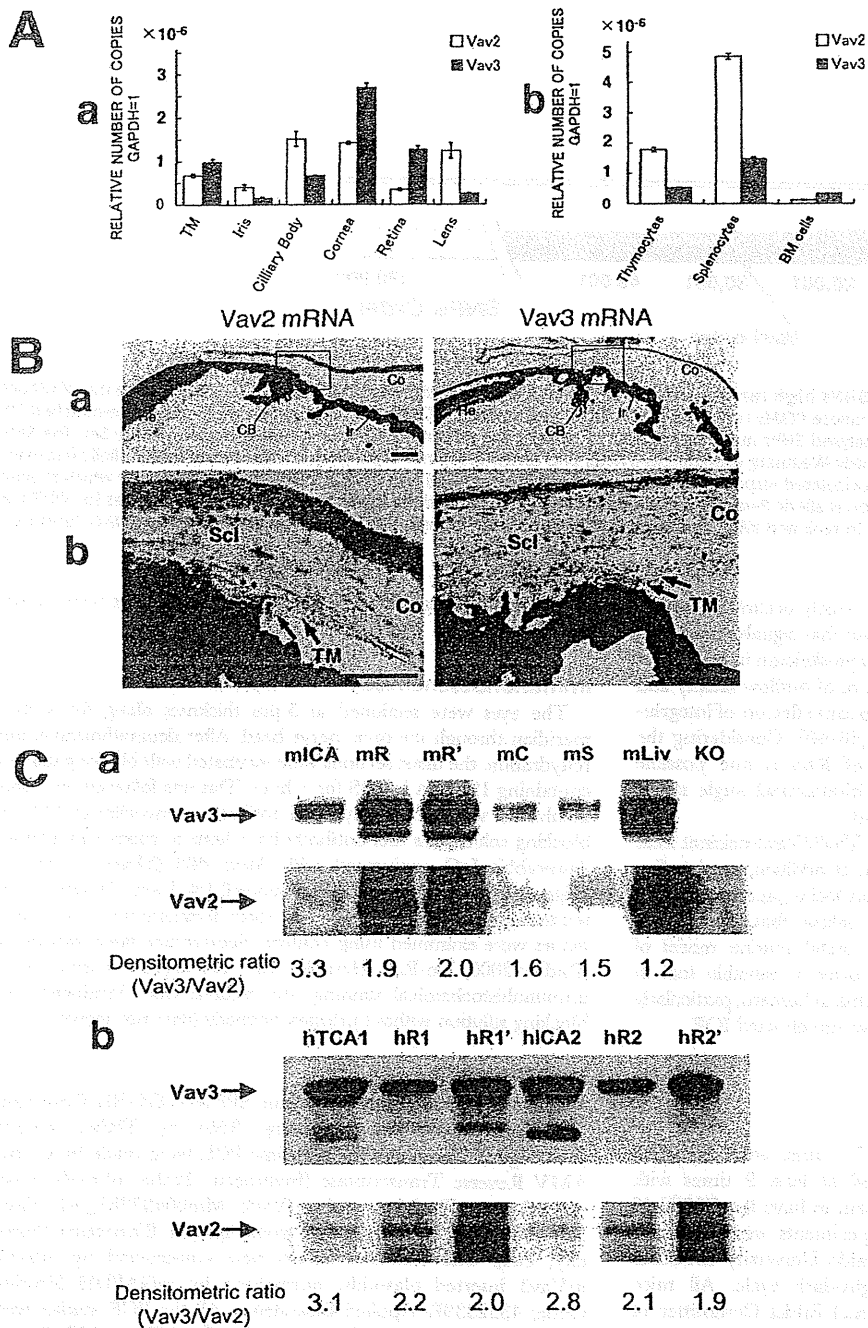 A
a
×10⁻⁶
RELATIVE NUMBER OF COPIES
GAPDH=1
3
2
1
0
Vav2
Vav3
TM
Iris
Cilliary Body
Cornea
Retina
Lens
b
×10⁻⁶
RELATIVE NUMBER OF COPIES
GAPDH=1
5
4
3
2
1
0
Vav2
Vav3
Thymocytes
Splenocytes
BM cells
Vav2 mRNA
Vav3 mRNA
B
a
Co
CB
Ir
Co
Re
CB
Ir
b
Scl
Co
TM
Scl
Co
TM
C
a
mICA mR mR' mC mS mLiv KO
Vav3
Vav2
Densitometric ratio 3.3 1.9 2.0 1.6 1.5 1.2
(Vav3/Vav2)
b
hTCA1 hR1 hR1' hICA2 hR2 hR2'
Vav3
Vav2
Densitometric ratio 3.1 2.2 2.0 2.8 2.1 1.9
(Vav3/Vav2)